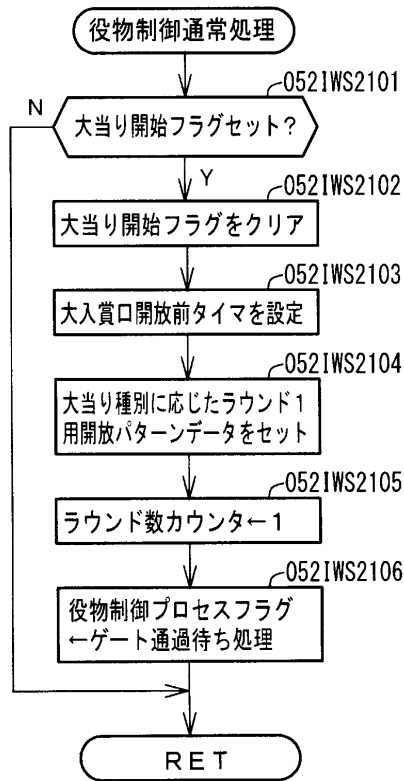 役物制御通常処理
052IWS2101
N
大当り開始フラグセット？
Y
052IWS2102
大当り開始フラグをクリア
052IWS2103
大入賞口開放前タイマを設定
052IWS2104
大当り種別に応じたラウンド１
用開放パターンデータをセット
052IWS2105
ラウンド数カウンタ←１
052IWS2106
役物制御プロセスフラグ
←ゲート通過待ち処理
RET